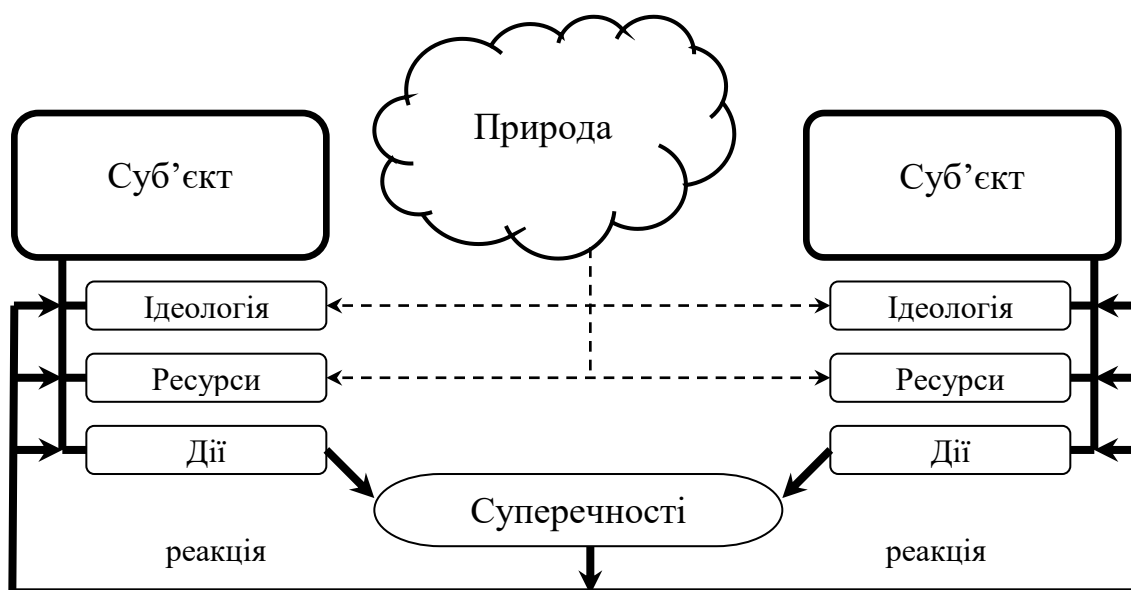 Природа
Суб’єкт
Суб’єкт
Ідеологія
Ідеологія
Ресурси
Ресурси
Дії
Дії
Суперечності
реакція
реакція